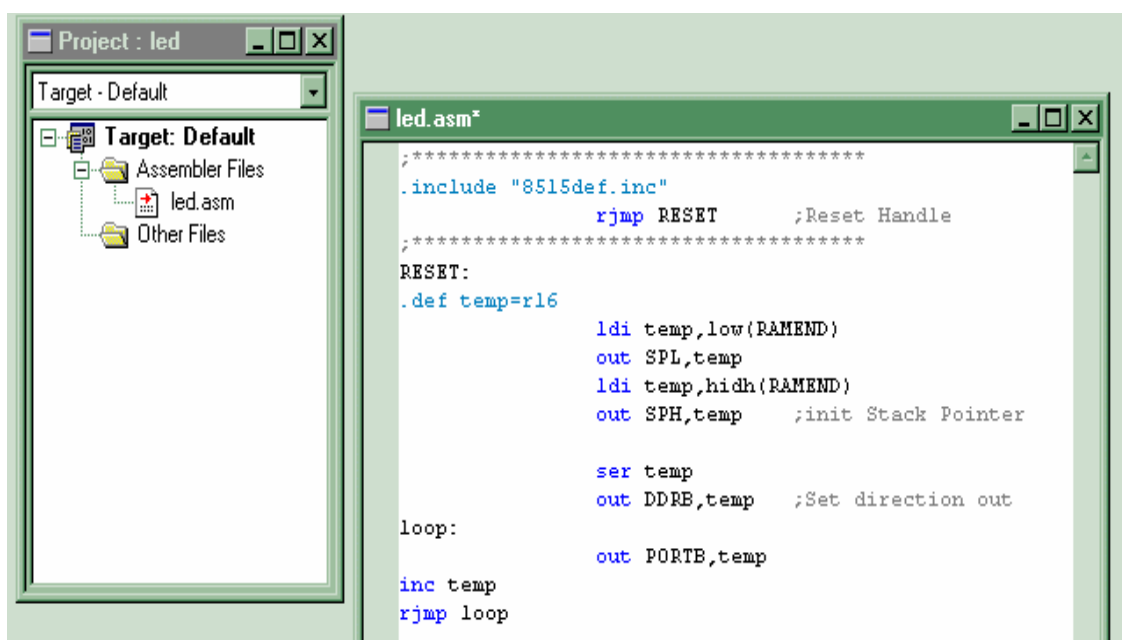 Project : led
Target - Default
Target: Default
Assembler Files
led.asm
Other Files
led.asm*
;*************************************
.include "8515def.inc"
rjmp RESET ;Reset Handle
;*************************************
RESET:
.def temp=r16
ldi temp,low(RAMEND)
out SPL,temp
ldi temp,hidh(RAMEND)
out SPH,temp ;init Stack Pointer
ser temp
out DDRB,temp ;Set direction out
loop:
out PORTB,temp
inc temp
rjmp loop